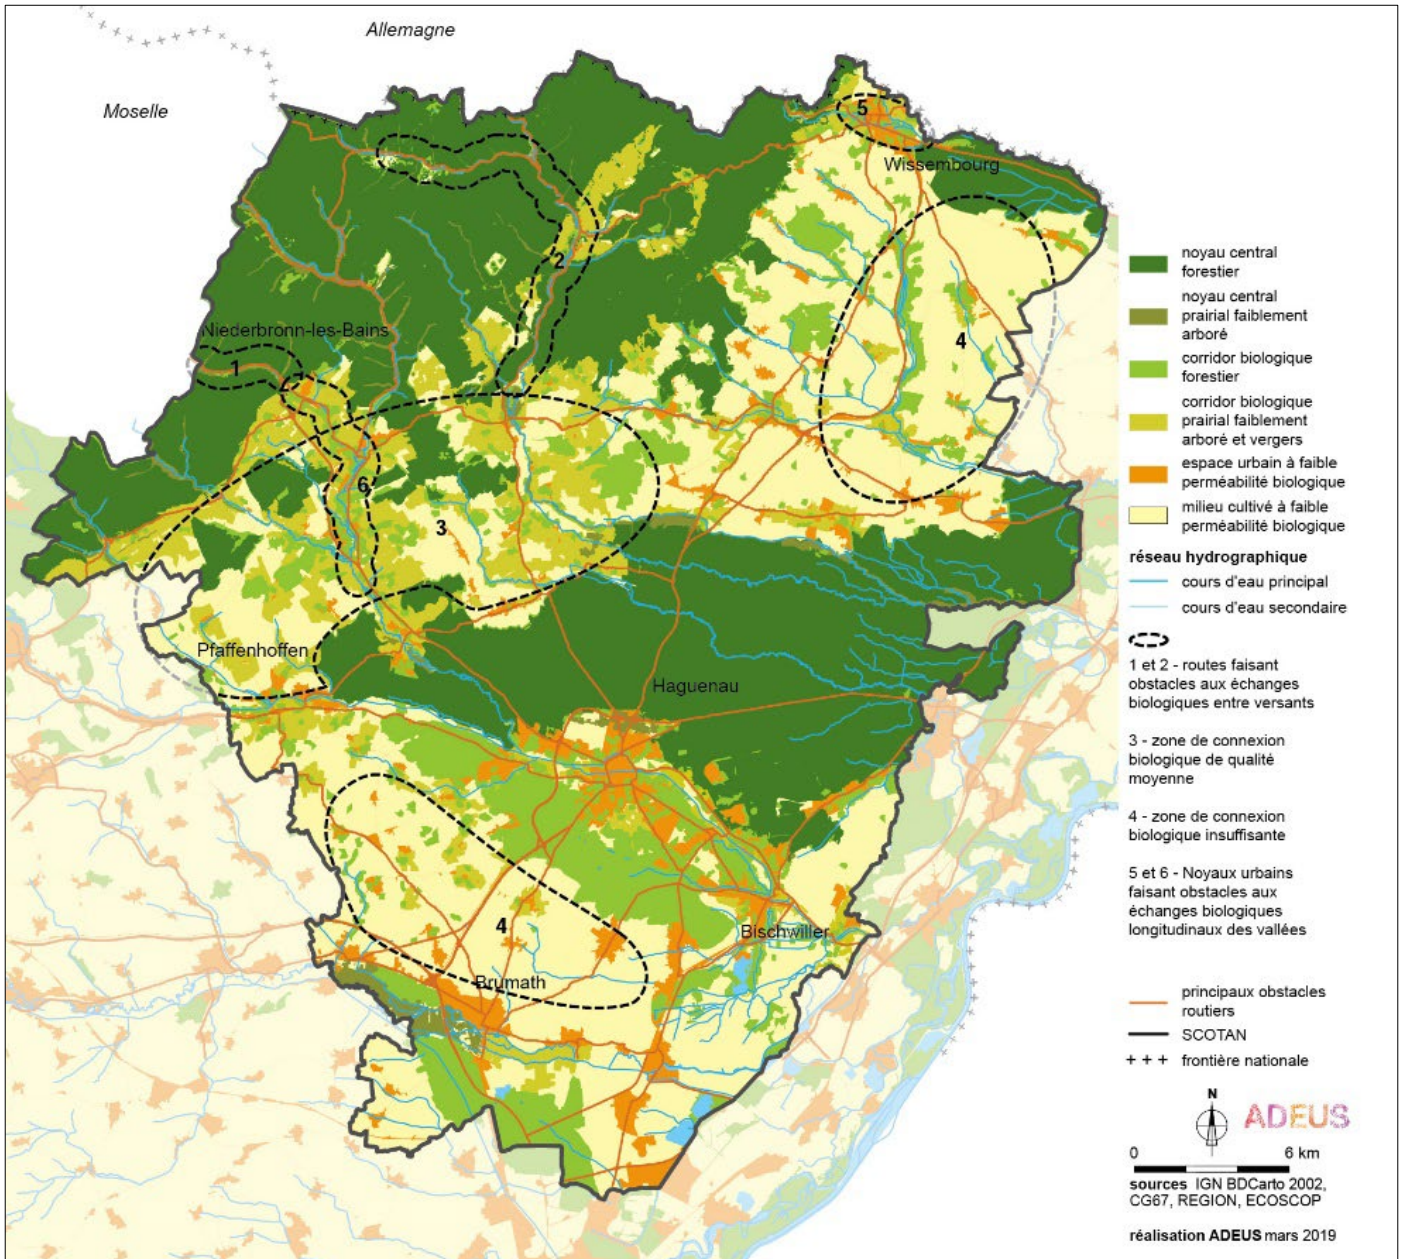 Allemagne
Moselle
5
Wissembourg
2
Niederbronn-les-Bains
1
4
6
3
Pfaffenhoffen
Haguenau
4
Bischwiller
Brumath
noyau central
forestier
noyau central
prairial faiblement
arboré
corridor biologique
forestier
corridor biologique
prairial faiblement
arboré et vergers
espace urbain à faible
perméabilité biologique
milieu cultivé à faible
perméabilité biologique
réseau hydrographique
cours d'eau principal
cours d'eau secondaire
1 et 2 - routes faisant
obstacles aux échanges
biologiques entre versants
3 - zone de connexion
biologique de qualité
moyenne
4 - zone de connexion
biologique insuffisante
5 et 6 - Noyaux urbains
faisant obstacles aux
échanges biologiques
longitudinaux des vallées
principaux obstacles
routiers
SCOTAN
+ + + frontière nationale
N
ADEUS
0 6 km
sources IGN BDCarto 2002,
CG67, REGION, ECOSCOP
réalisation ADEUS mars 2019